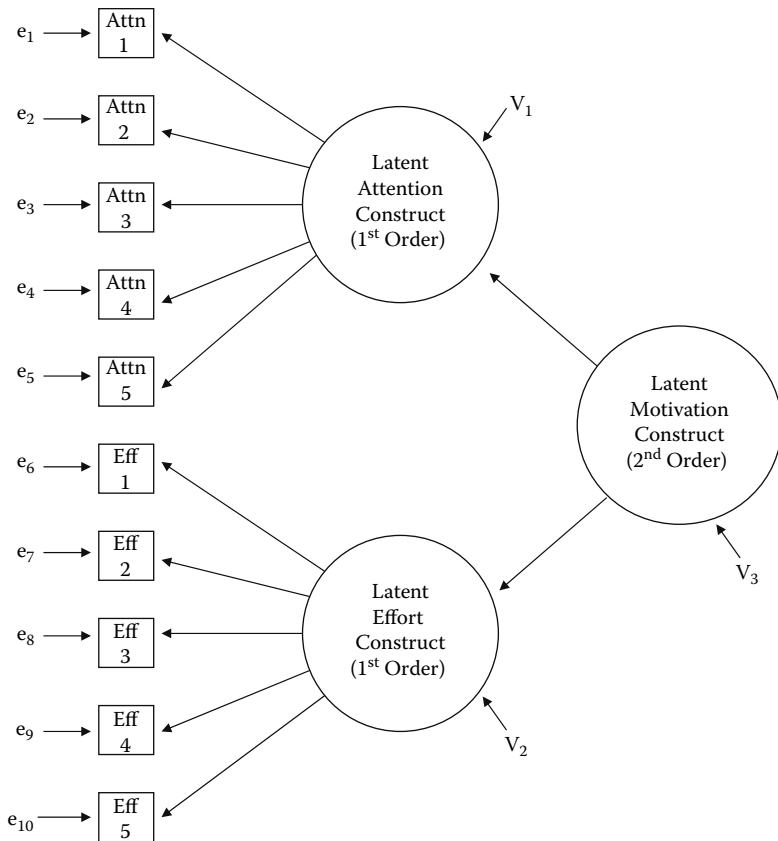 e₁
Attn
1
e₂
Attn
2
e₃
Attn
3
e₄
Attn
4
e₅
Attn
5
e₆
Eff
1
e₇
Eff
2
e₈
Eff
3
e₉
Eff
4
e₁₀
Eff
5
Latent
Attention
Construct
(1st Order)
V₁
Latent
Effort
Construct
(1st Order)
V₂
Latent
Motivation
Construct
(2nd Order)
V₃